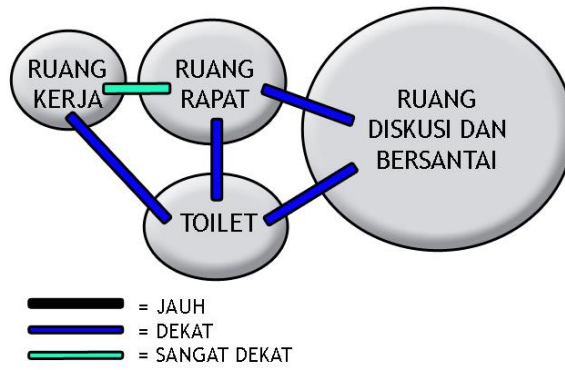 RUANG
KERJA
RUANG
RAPAT
RUANG
DISKUSI DAN
BERSANTAI
TOILET
= JAUH
= DEKAT
= SANGAT DEKAT